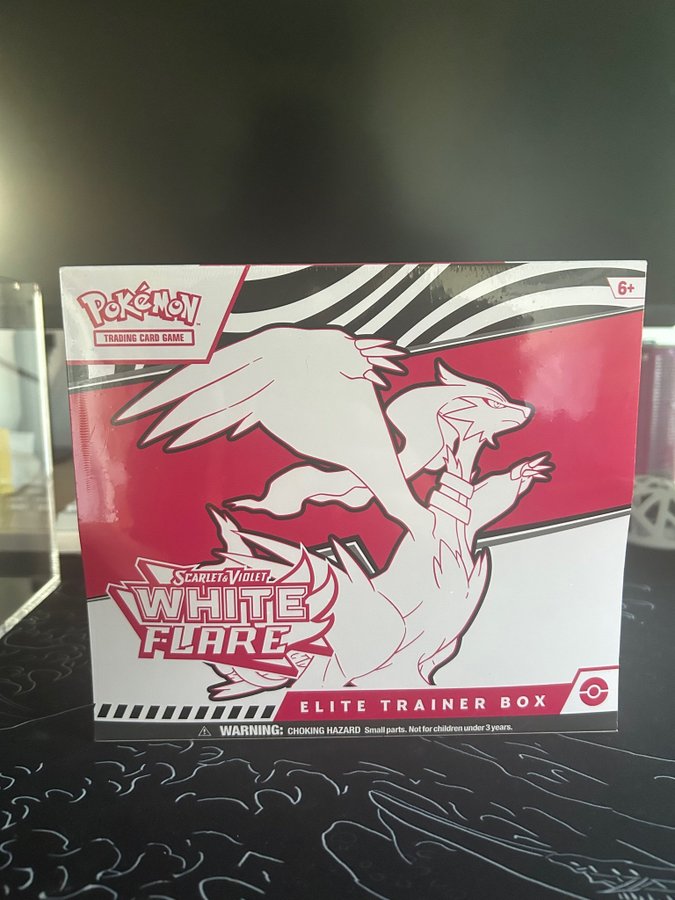 POKÉMON
TRADING CARD GAME
6+
SCARLET & VIOLET
WHITE
FLARE
ELITE TRAINER BOX
WARNING: CHOKING HAZARD Small parts. Not for children under 3 years.